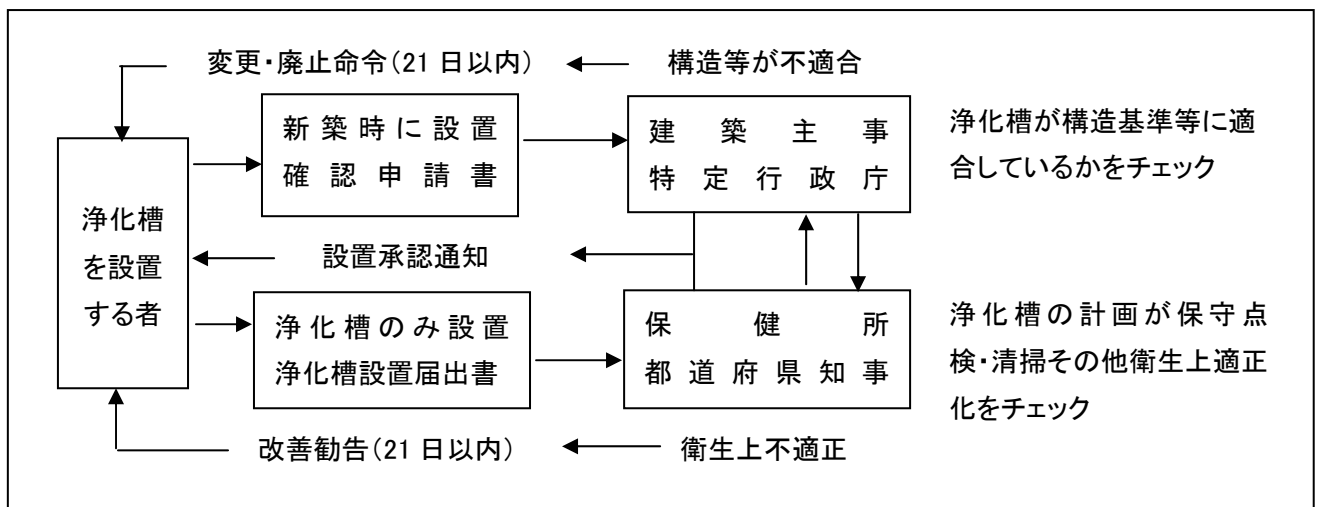 変更・廃止命令(21日以内)
構造等が不適合
新築時に設置
確認申請書
建築主事
特定行政庁
浄化槽が構造基準等に適
合しているかをチェック
浄化槽
を設置
する者
設置承認通知
浄化槽のみ設置
浄化槽設置届出書
保健所
都道府県知事
浄化槽の計画が保守点
検・清掃その他衛生上適正
化をチェック
改善勧告(21日以内)
衛生上不適正